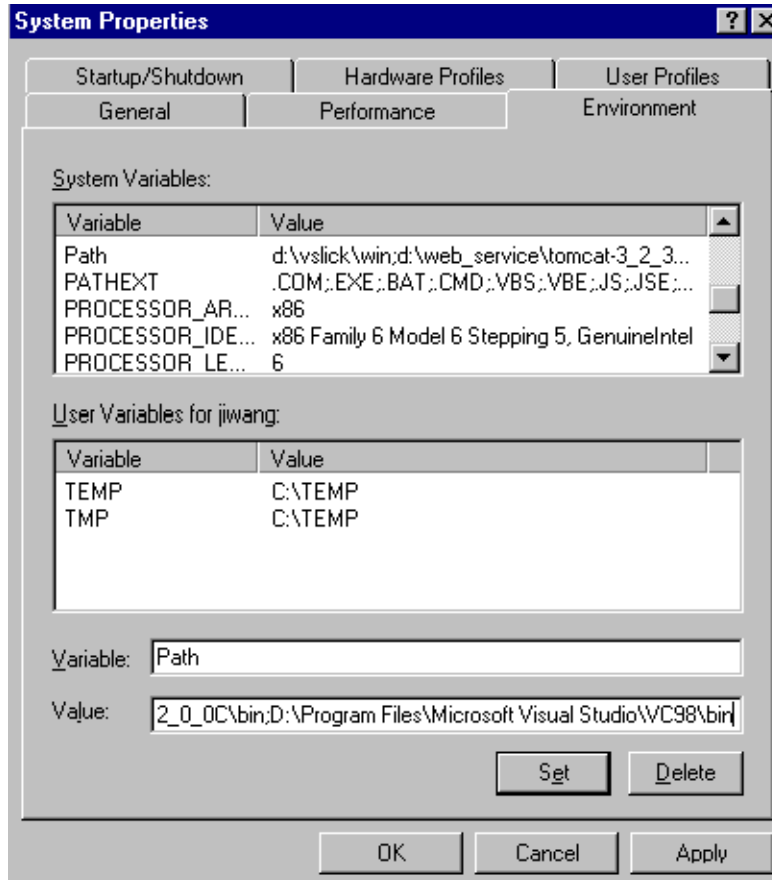 System Properties ? X
Startup/Shutdown Hardware Profiles User Profiles
General Performance Environment
System Variables:
Variable Value
Path d:\vslick\win;d:\web_service\tomcat-3_2_3...
PATHEXT .COM;.EXE;.BAT;.CMD;.VBS;.VBE;.JS;.JSE;...
PROCESSOR_AR... x86
PROCESSOR_IDE... x86 Family 6 Model 6 Stepping 5, GenuineIntel
PROCESSOR_LE... 6
User Variables for jiwang:
Variable Value
TEMP C:\TEMP
TMP C:\TEMP
Variable: Path
Value: 2_0_0C\bin;D:\Program Files\Microsoft Visual Studio\VC98\bin
Set Delete
OK Cancel Apply